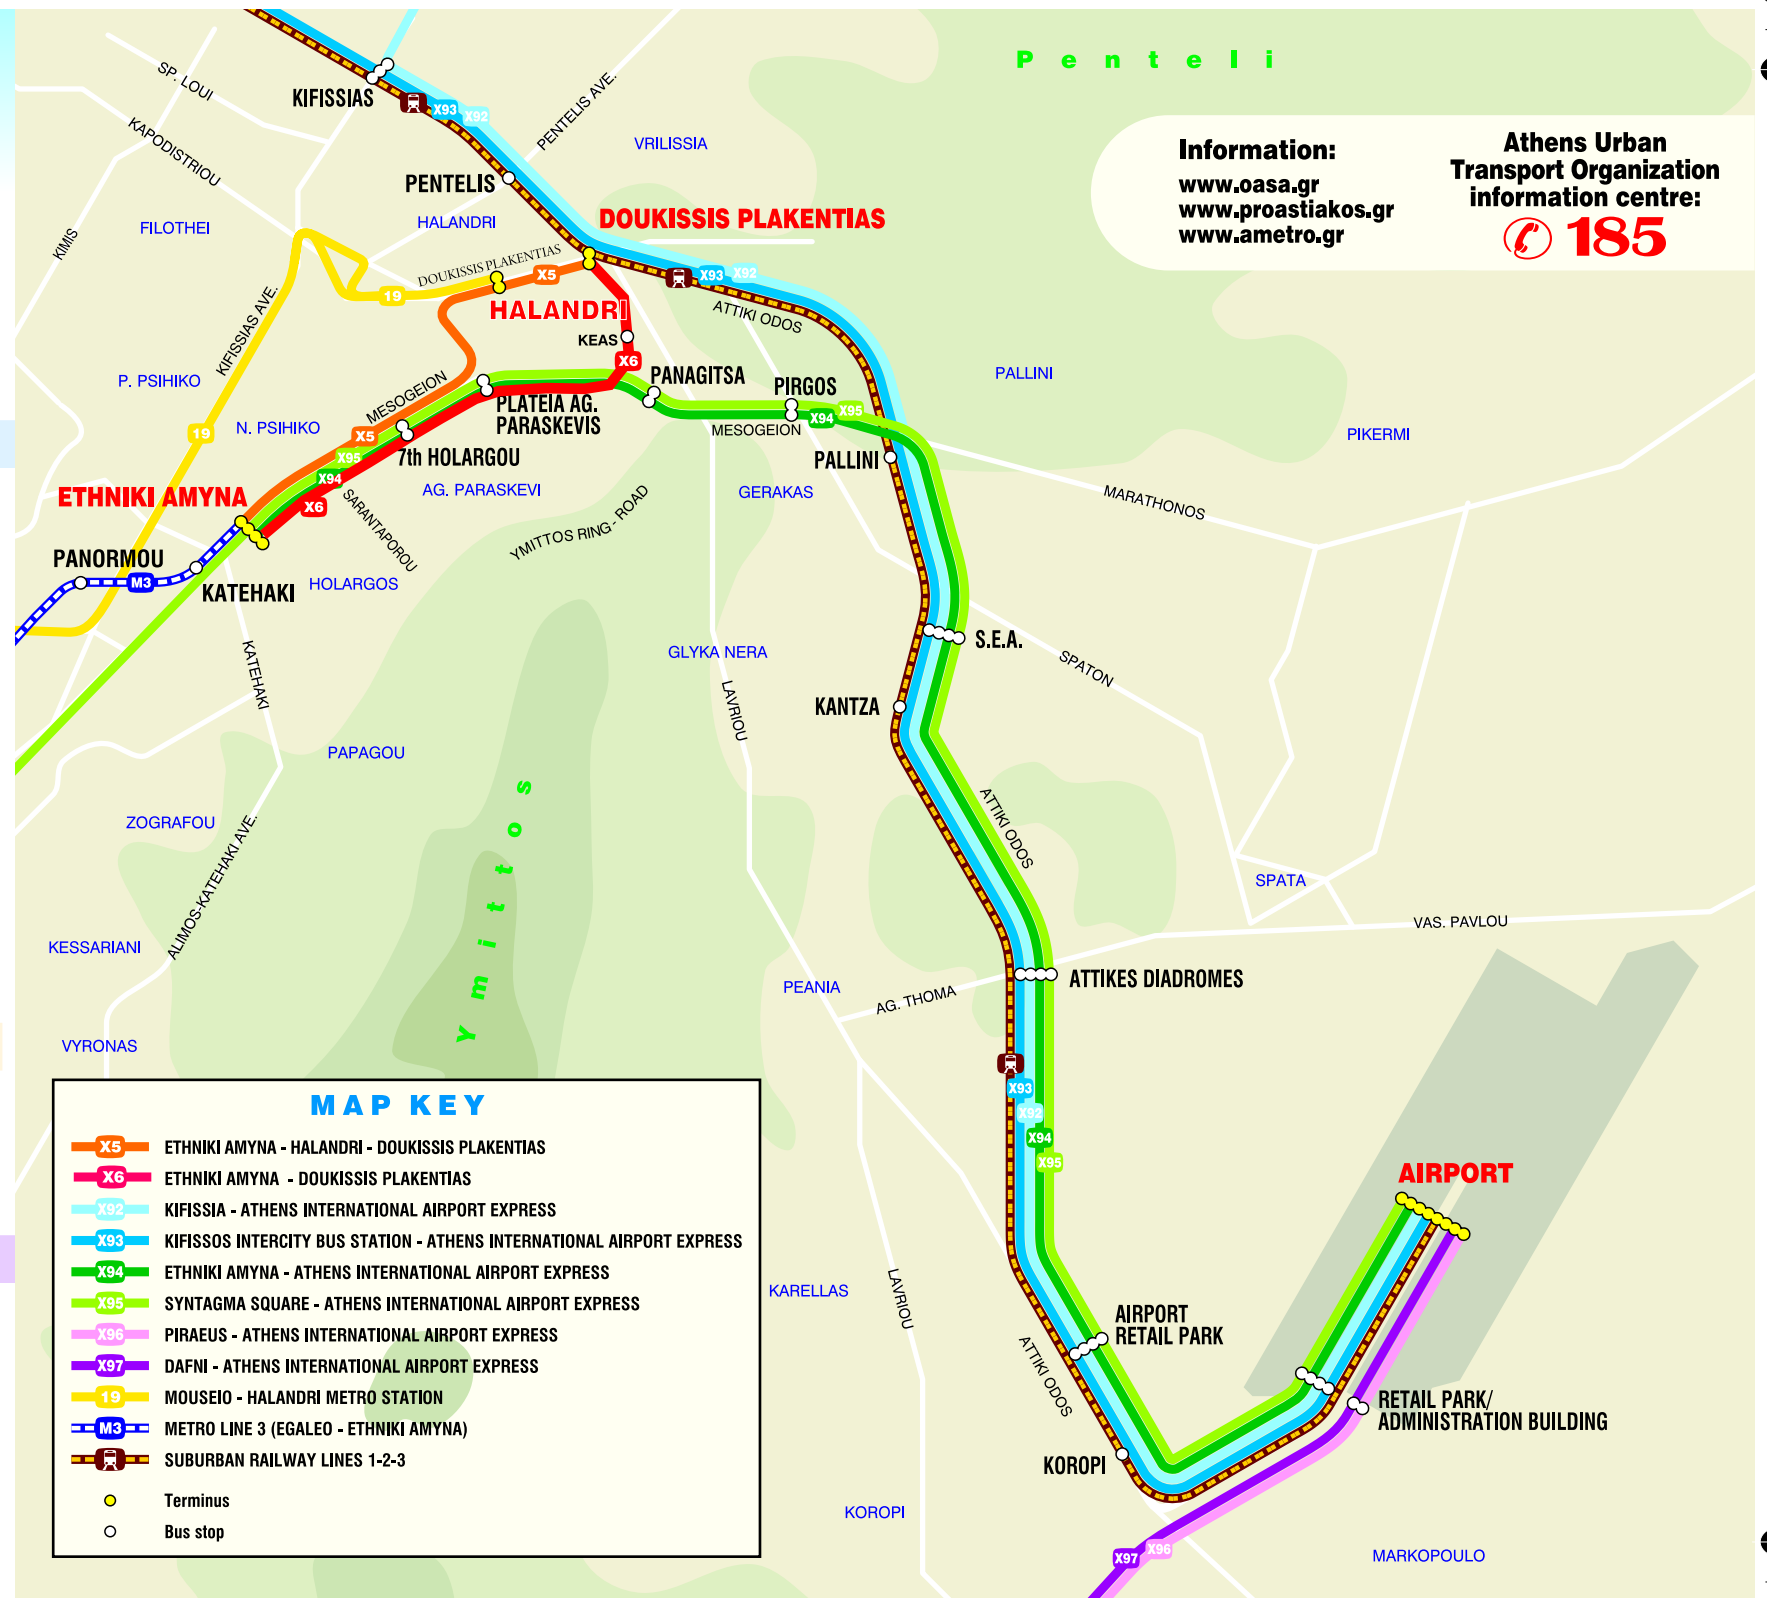 Penteli
SP. LOUI
KIFISSIAS
X93
X92
PENTELIS AVE.
KAPODISTRIOU
VRILISSIA
Information:
www.oasa.gr
www.proastiakos.gr
www.ametro.gr
Athens Urban
Transport Organization
information centre:
185
PENTELIS
FILOTHEI
HALANDRI
KIMIS
DOUKISSIS PLAKENTIAS
DOUKISSIS PLAKENTIAS
X5
X93
X92
19
HALANDRI
ATTIKI ODOS
KIFISSIAS AVE.
KEAS
X6
P. PSIHIKO
MESOGEION
PANAGITSA
PIRGOS
PALLINI
PLATEIA AG.
PARASKEVIS
X95
X94
MESOGEION
N. PSIHIKO
19
X5
X95
X94
X6
7th HOLARGOU
PALLINI
PIKERMI
ETHNIKI AMYNA
SARANTAPOROU
AG. PARASKEVI
GERAKAS
YMITTOS RING - ROAD
MARATHONOS
PANORMOU
M3
KATEHAKI
HOLARGOS
KATEHAKI
GLYKA NERA
S.E.A.
SPATON
LAVRIOU
KANTZA
PAPAGOU
Ymittos
ATTIKI ODOS
ZOGRAFOU
ALIMOS-KATEHAKI AVE.
SPATA
VAS. PAVLOU
KESSARIANI
PEANIA
AG. THOMA
ATTIKES DIADROMES
VYRONAS
X93
X92
X94
X95
AIRPORT
KARELLAS
LAVRIOU
AIRPORT
RETAIL PARK
ATTIKI ODOS
RETAIL PARK/
ADMINISTRATION BUILDING
KOROPI
KOROPI
X97
X96
MARKOPOULO
MAP KEY
X5 ETHNIKI AMYNA - HALANDRI - DOUKISSIS PLAKENTIAS
X6 ETHNIKI AMYNA - DOUKISSIS PLAKENTIAS
X92 KIFISSIA - ATHENS INTERNATIONAL AIRPORT EXPRESS
X93 KIFISSOS INTERCITY BUS STATION - ATHENS INTERNATIONAL AIRPORT EXPRESS
X94 ETHNIKI AMYNA - ATHENS INTERNATIONAL AIRPORT EXPRESS
X95 SYNTAGMA SQUARE - ATHENS INTERNATIONAL AIRPORT EXPRESS
X96 PIRAEUS - ATHENS INTERNATIONAL AIRPORT EXPRESS
X97 DAFNI - ATHENS INTERNATIONAL AIRPORT EXPRESS
19 MOUSEIO - HALANDRI METRO STATION
M3 METRO LINE 3 (EGALEO - ETHNIKI AMYNA)
SUBURBAN RAILWAY LINES 1-2-3
Terminus
Bus stop